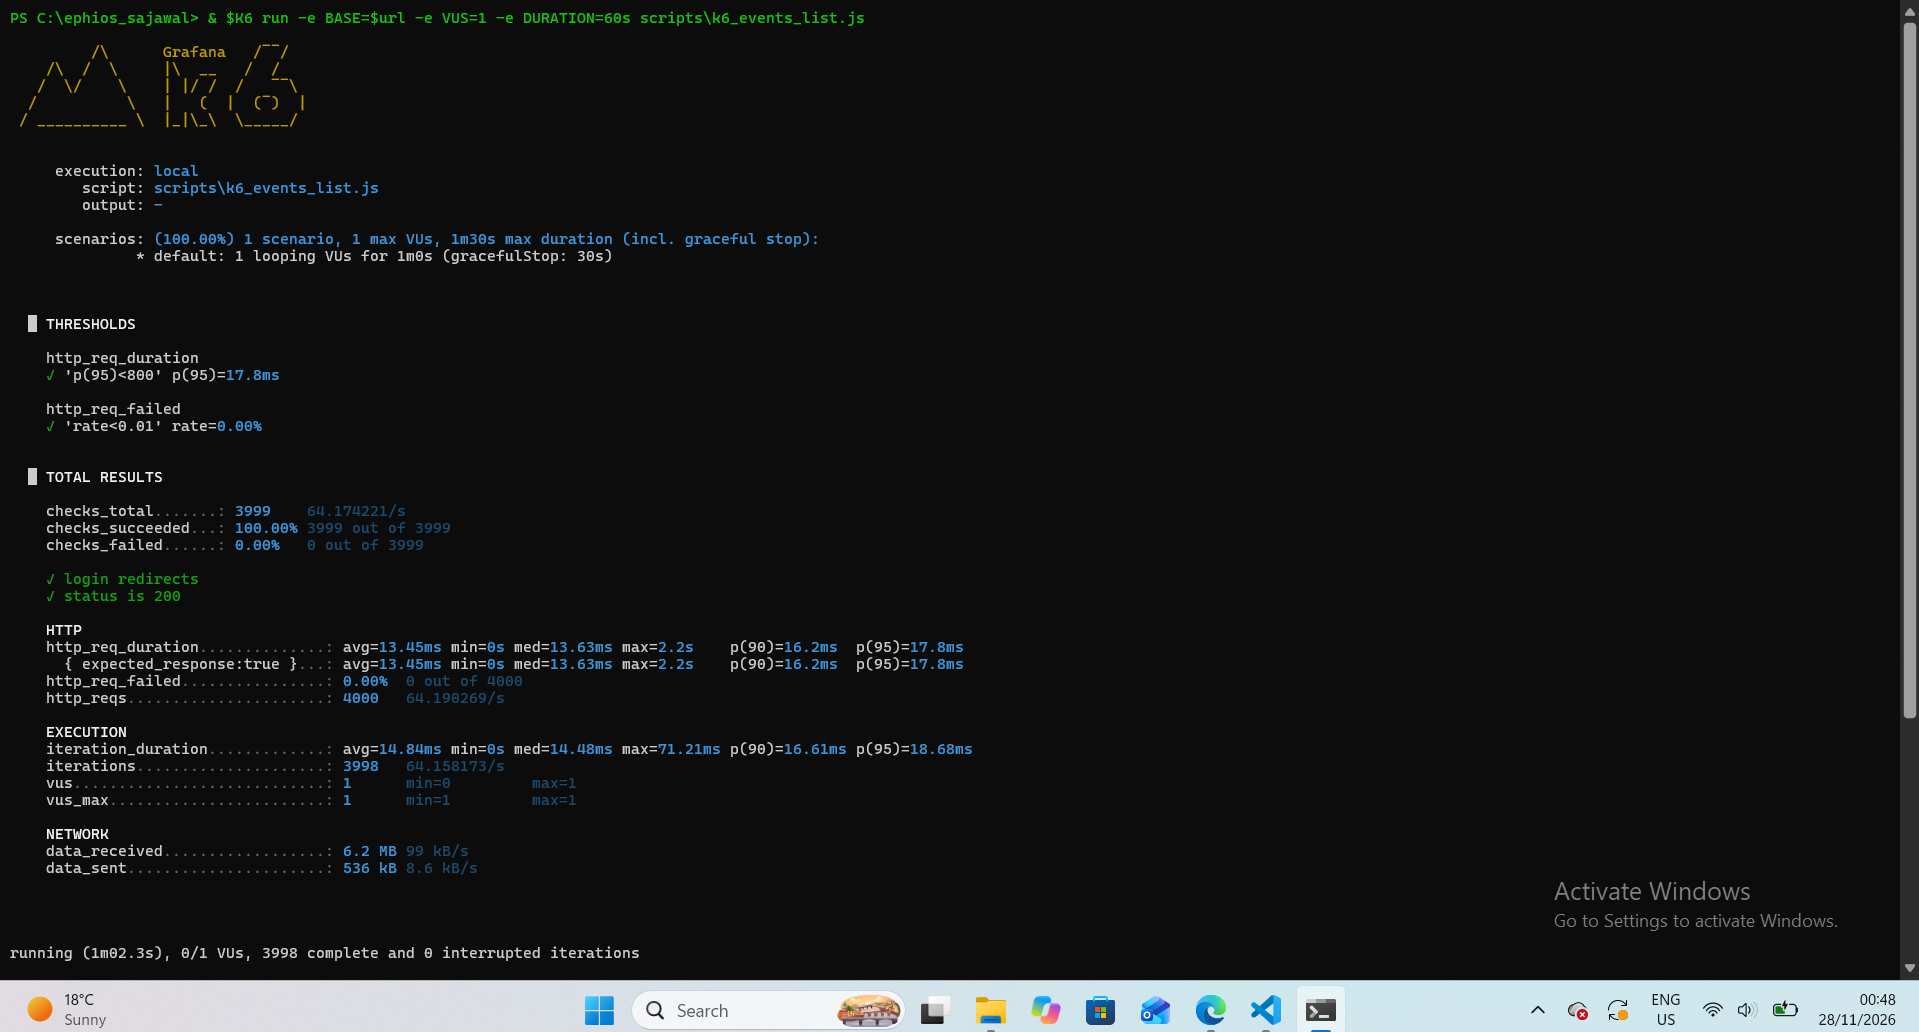 PS C:\ephios_sajawal> & $K6 run -e BASE=$url -e VUS=1 -e DURATION=60s scripts\k6_events_list.js
Grafana
execution: local
script: scripts\k6_events_list.js
output: -
scenarios: (100.00%) 1 scenario, 1 max VUs, 1m30s max duration (incl. graceful stop):
* default: 1 looping VUs for 1m0s (gracefulStop: 30s)
THRESHOLDS
http_req_duration
✓ 'p(95)<800' p(95)=17.8ms
http_req_failed
✓ 'rate<0.01' rate=0.00%
TOTAL RESULTS
checks_total.......: 3999 64.174221/s
checks_succeeded...: 100.00% 3999 out of 3999
checks_failed......: 0.00% 0 out of 3999
✓ login redirects
✓ status is 200
HTTP
http_req_duration..............: avg=13.45ms min=0s med=13.63ms max=2.2s p(90)=16.2ms p(95)=17.8ms
{ expected_response:true }...: avg=13.45ms min=0s med=13.63ms max=2.2s p(90)=16.2ms p(95)=17.8ms
http_req_failed................: 0.00% 0 out of 4000
http_reqs......................: 4000 64.190269/s
EXECUTION
iteration_duration.............: avg=14.84ms min=0s med=14.48ms max=71.21ms p(90)=16.61ms p(95)=18.68ms
iterations.....................: 3998 64.158173/s
vus............................: 1 min=0 max=1
vus_max........................: 1 min=1 max=1
NETWORK
data_received..................: 6.2 MB 99 kB/s
data_sent......................: 536 kB 8.6 kB/s
Activate Windows
Go to Settings to activate Windows.
running (1m02.3s), 0/1 VUs, 3998 complete and 0 interrupted iterations
18°C
Sunny
Search
ENG
US
00:48
28/11/2026